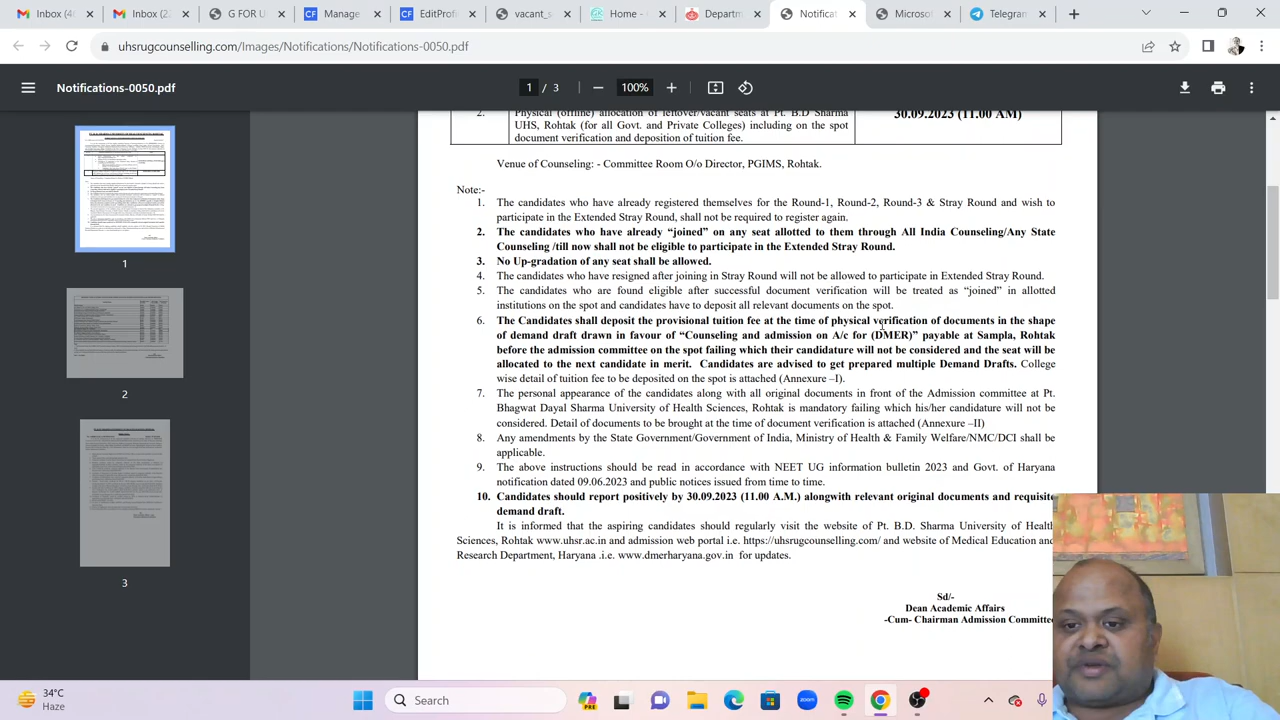 (1) WhatsA
(2) WhatsA
G FOR U
Manage
EditProf
vacant_s
Home -
Departm
Notificat
Microso
Telegran
uhsrugcounselling.com/Images/Notifications/Notifications-0050.pdf
Notifications-0050.pdf
1 / 3
100%
1
2
3
2. Physical (offline) allocation of leftover/vacant seats at Pt. B.D Sharma
UHS, Rohtak (for all Govt. and Private Colleges) including on the spot
document verification and deposition of tuition fee.
30.09.2023 (11.00 AM)
Venue of Counseling: - Committee Room O/o Director, PGIMS, Rohtak.
Note:-
1. The candidates who have already registered themselves for the Round-1, Round-2, Round-3 & Stray Round and wish to
participate in the Extended Stray Round, shall not be required to register again.
2. The candidates who have already “joined” on any seat allotted to them through All India Counseling/Any State
Counseling /till now shall not be eligible to participate in the Extended Stray Round.
3. No Up-gradation of any seat shall be allowed.
4. The candidates who have resigned after joining in Stray Round will not be allowed to participate in Extended Stray Round.
5. The candidates who are found eligible after successful document verification will be treated as “joined” in allotted
institutions on the spot and candidates have to deposit all relevant documents on the spot.
6. The Candidates shall deposit the provisional tuition fee at the time of physical verification of documents in the shape
of demand draft drawn in favour of “Counseling and admission on A/c for (DMER)” payable at Sampla, Rohtak
before the admission committee on the spot failing which their candidature will not be considered and the seat will be
allocated to the next candidate in merit. Candidates are advised to get prepared multiple Demand Drafts. College
wise detail of tuition fee to be deposited on the spot is attached (Annexure –I).
7. The personal appearance of the candidates along with all original documents in front of the Admission committee at Pt.
Bhagwat Dayal Sharma University of Health Sciences, Rohtak is mandatory failing which his/her candidature will not be
considered. Detail of documents to be brought at the time of document verification is attached (Annexure –II)
8. Any amendments by the State Government/Government of India, Ministry of Health & Family Welfare/NMC/DCI shall be
applicable.
9. The above instructions should be read in accordance with NEET UG information bulletin 2023 and Govt. of Haryana
notification dated 09.06.2023 and public notices issued from time to time.
10. Candidates should report positively by 30.09.2023 (11.00 A.M.) alongwith relevant original documents and requisite
demand draft.
It is informed that the aspiring candidates should regularly visit the website of Pt. B.D. Sharma University of Health
Sciences, Rohtak www.uhsr.ac.in and admission web portal i.e. https://uhsrugcounselling.com/ and website of Medical Education and
Research Department, Haryana .i.e. www.dmerharyana.gov.in for updates.
Sd/-
Dean Academic Affairs
-Cum- Chairman Admission Committe
34°C
Haze
Search
zoom